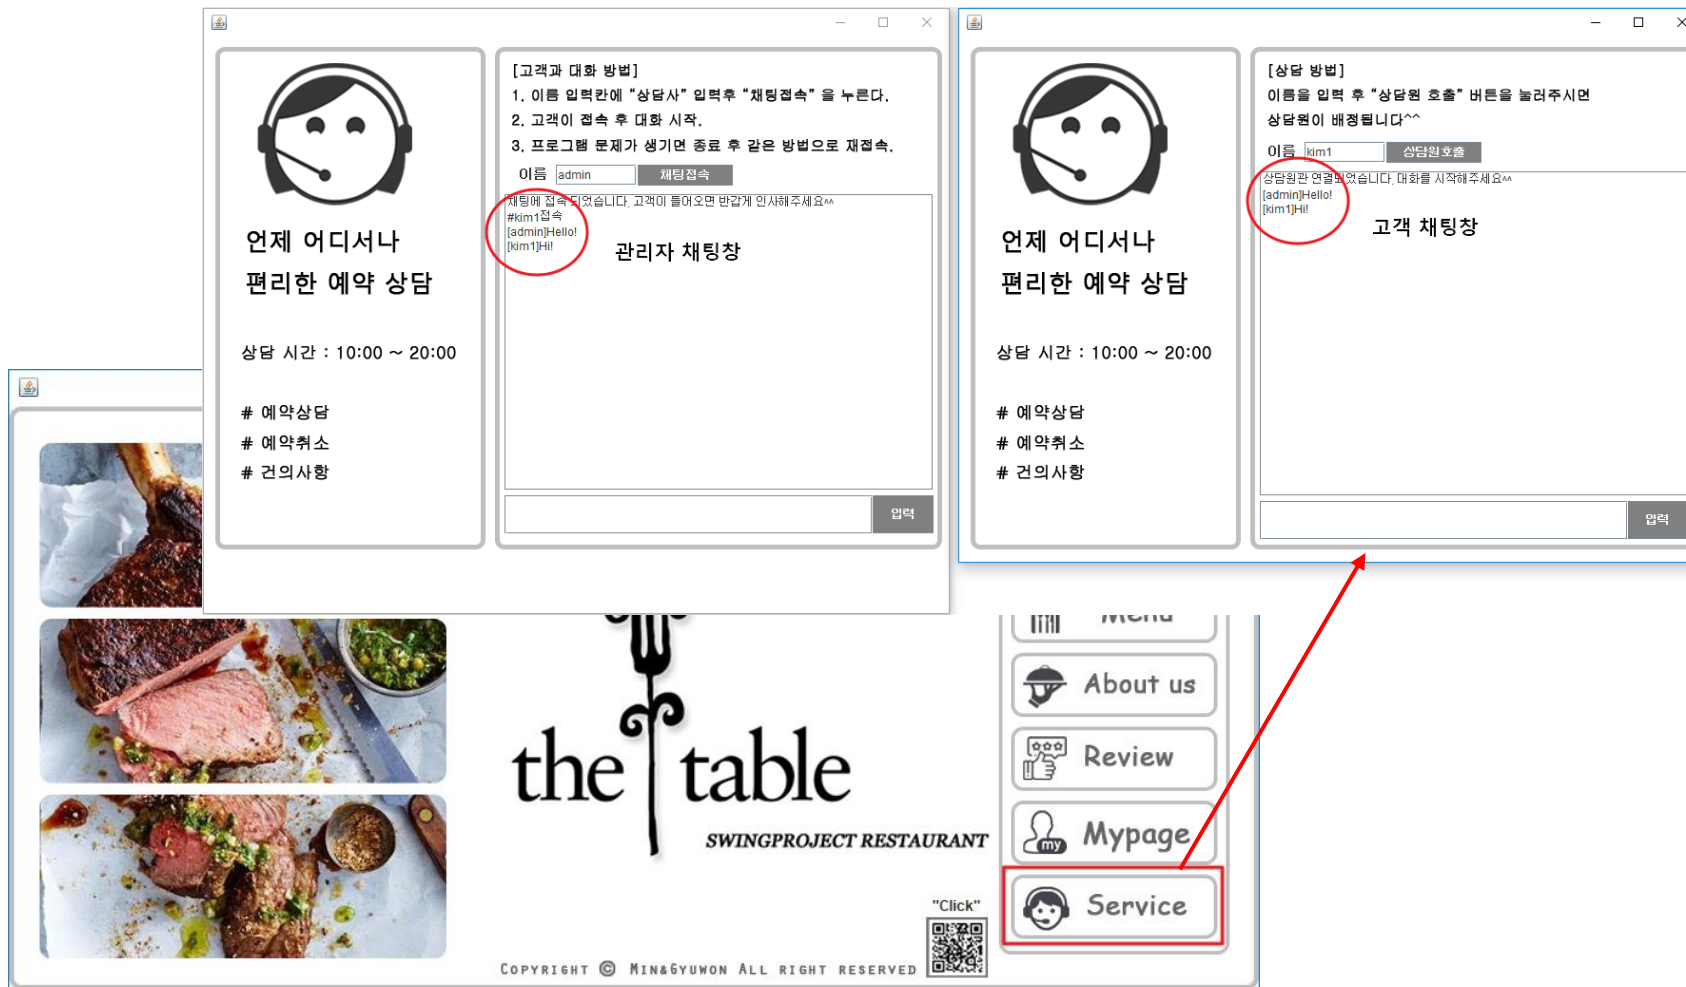 언제 어디서나
편리한 예약 상담
상담 시간 : 10:00 ~ 20:00
# 예약상담
# 예약취소
# 건의사항
[고객과 대화 방법]
1. 이름 입력칸에 “상담사” 입력후 “채팅접속” 을 누른다.
2. 고객이 접속 후 대화 시작.
3. 프로그램 문제가 생기면 종료 후 같은 방법으로 재접속.
이름 admin 채팅접속
채팅에 접속 되었습니다. 고객이 들어오면 반갑게 인사해주세요^^
#kim1접속
[admin]Hello!
[kim1]Hi!
관리자 채팅창
입력
언제 어디서나
편리한 예약 상담
상담 시간 : 10:00 ~ 20:00
# 예약상담
# 예약취소
# 건의사항
[상담 방법]
이름을 입력 후 “상담원 호출” 버튼을 눌러주시면
상담원이 배정됩니다^^
이름 kim1 상담원호출
상담원관 연결되었습니다. 대화를 시작해주세요^^
[admin]Hello!
[kim1]Hi!
고객 채팅창
입력
the table
SWINGPROJECT RESTAURANT
Menu
About us
Review
my Mypage
Service
"Click"
COPYRIGHT © MIN&GYUWON ALL RIGHT RESERVED